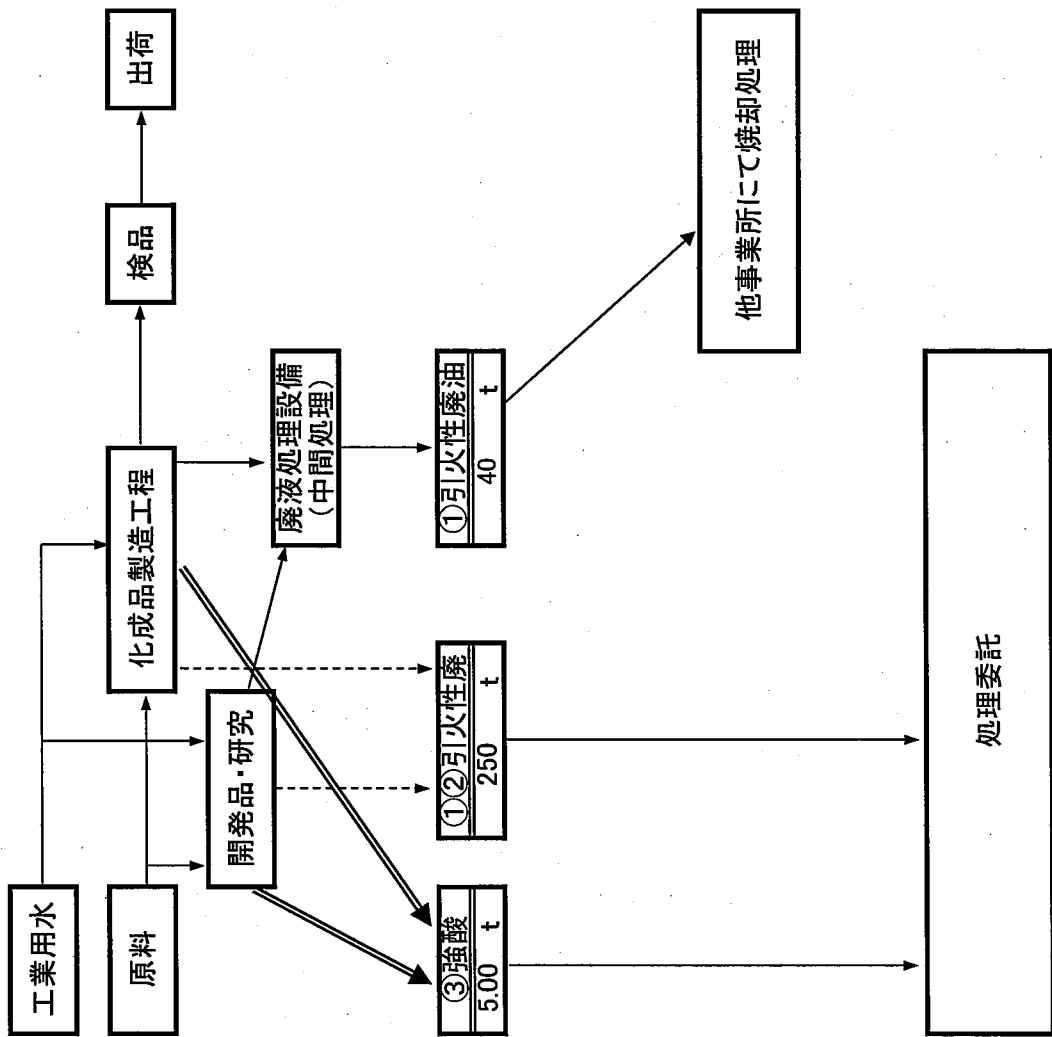 工業用水
原料
化成品製造工程
検品
出荷
開発品・研究
廃液処理設備
（中間処理）
③強酸
5.00 t
①②引火性廃
250 t
①引火性廃油
40 t
他事業所にて焼却処理
処理委託